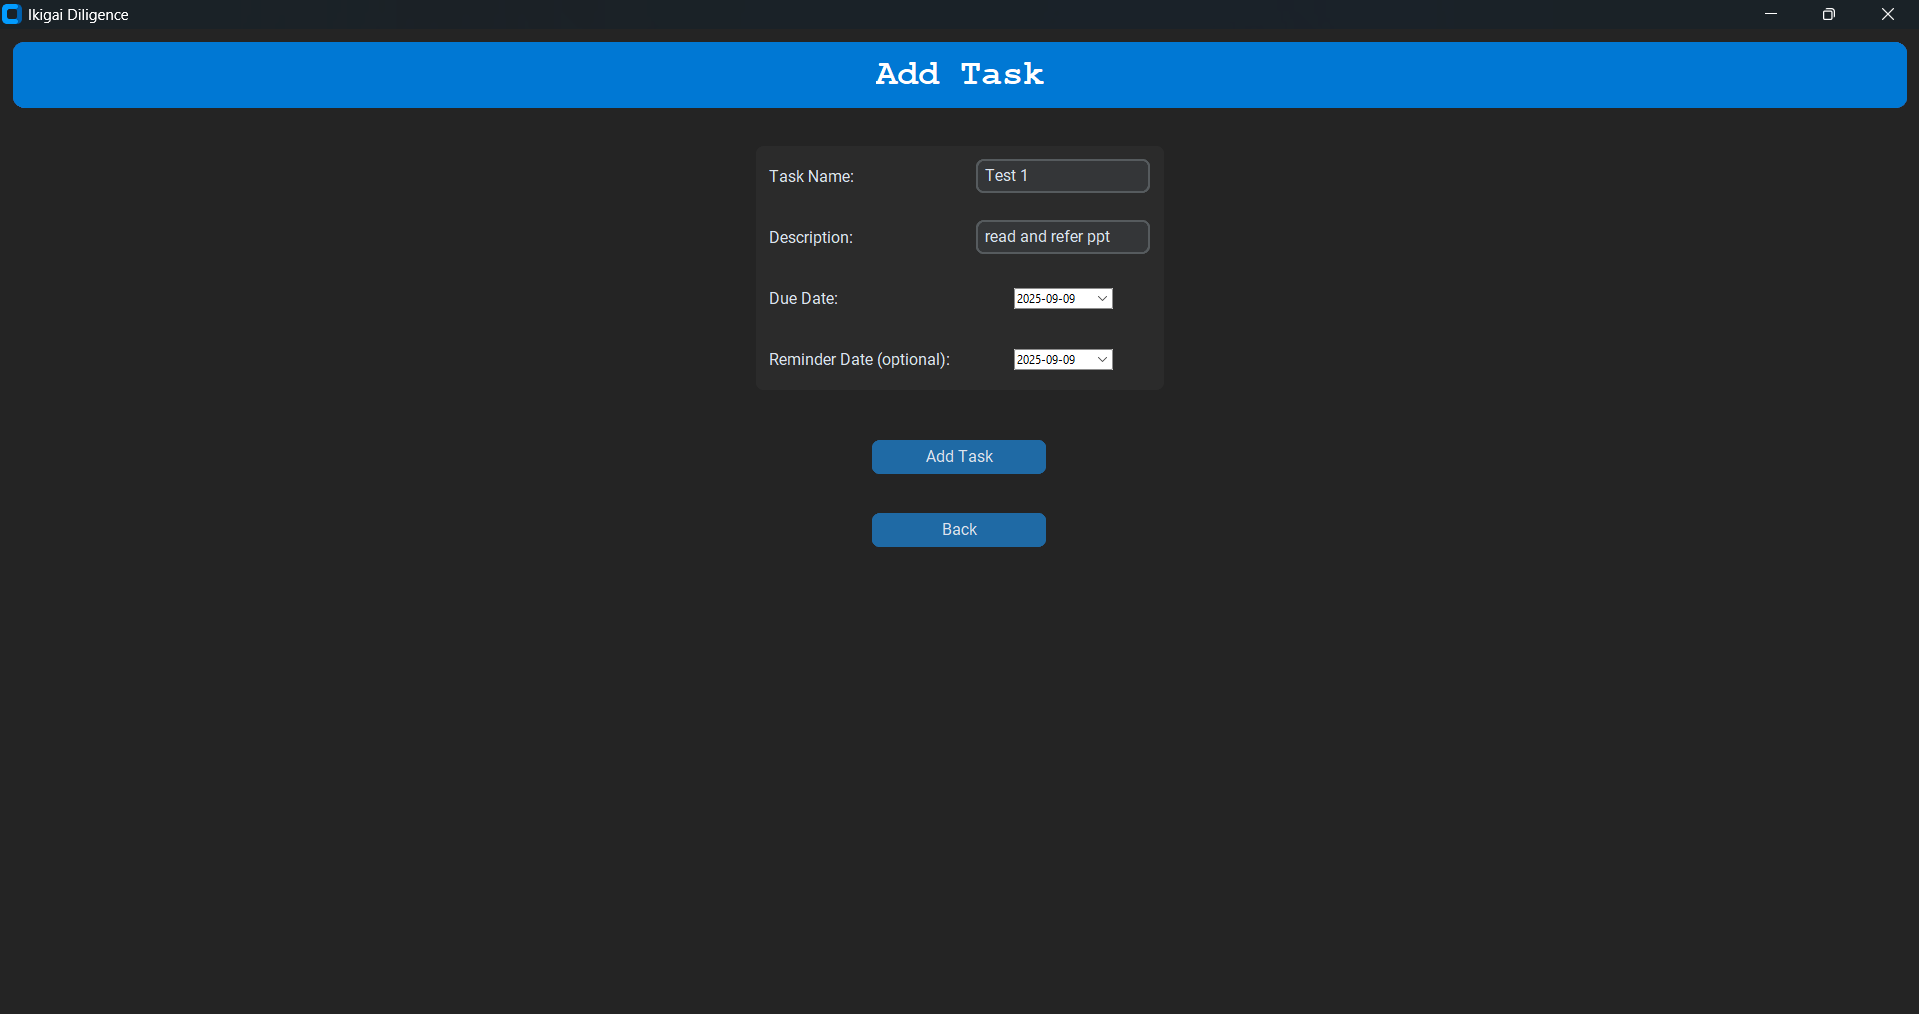 Ikigai Diligence
Add Task
Task Name: Test 1
Description: read and refer ppt
Due Date: 2025-09-09
Reminder Date (optional): 2025-09-09
Add Task
Back